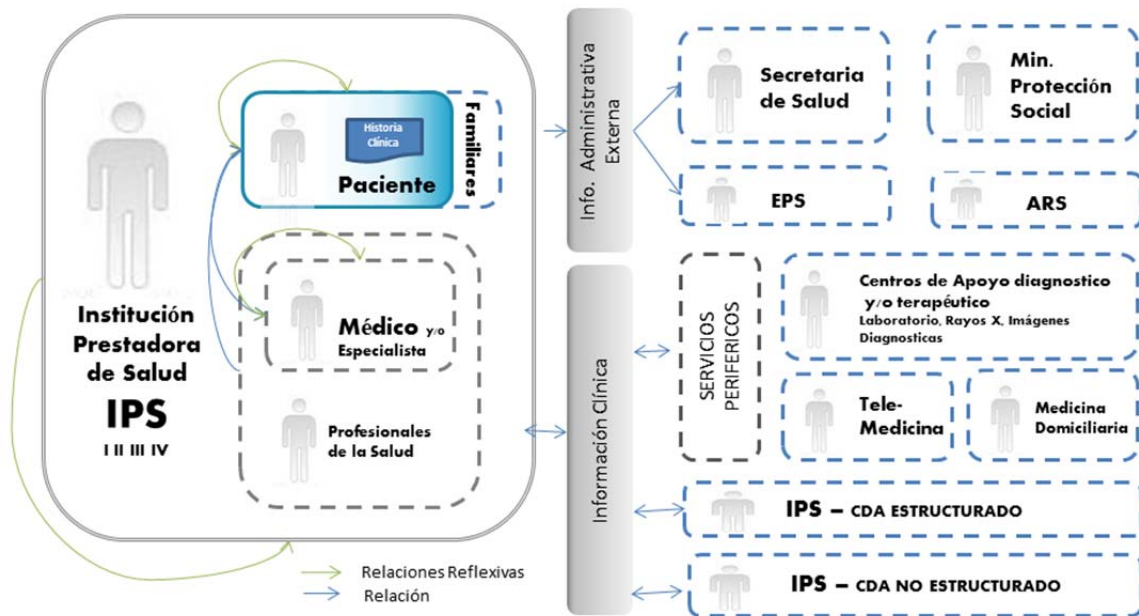 Institución
Prestadora
de Salud
IPS
I II III IV
Historia
Clínica
Paciente
Familiares
Médico y/o
Especialista
Profesionales
de la Salud
Relaciones Reflexivas
Relación
Info. Administrativa
Externa
Información Clínica
Secretaria
de Salud
Min.
Protección
Social
EPS
ARS
SERVICIOS
PERIFERICOS
Centros de Apoyo diagnostico
y/o terapéutico
Laboratorio, Rayos X, Imágenes
Diagnosticas
Tele-
Medicina
Medicina
Domiciliaria
IPS – CDA ESTRUCTURADO
IPS – CDA NO ESTRUCTURADO